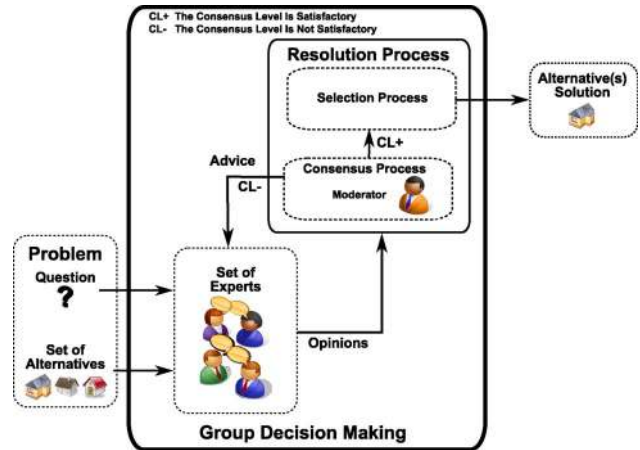 CL+ The Consensus Level Is Satisfactory
CL- The Consensus Level Is Not Satisfactory
Resolution Process
Selection Process
Alternative(s)
Solution
CL+
Advice
CL-
Consensus Process
Moderator
Problem
Question
?
Set of
Alternatives
Set of
Experts
Opinions
Group Decision Making